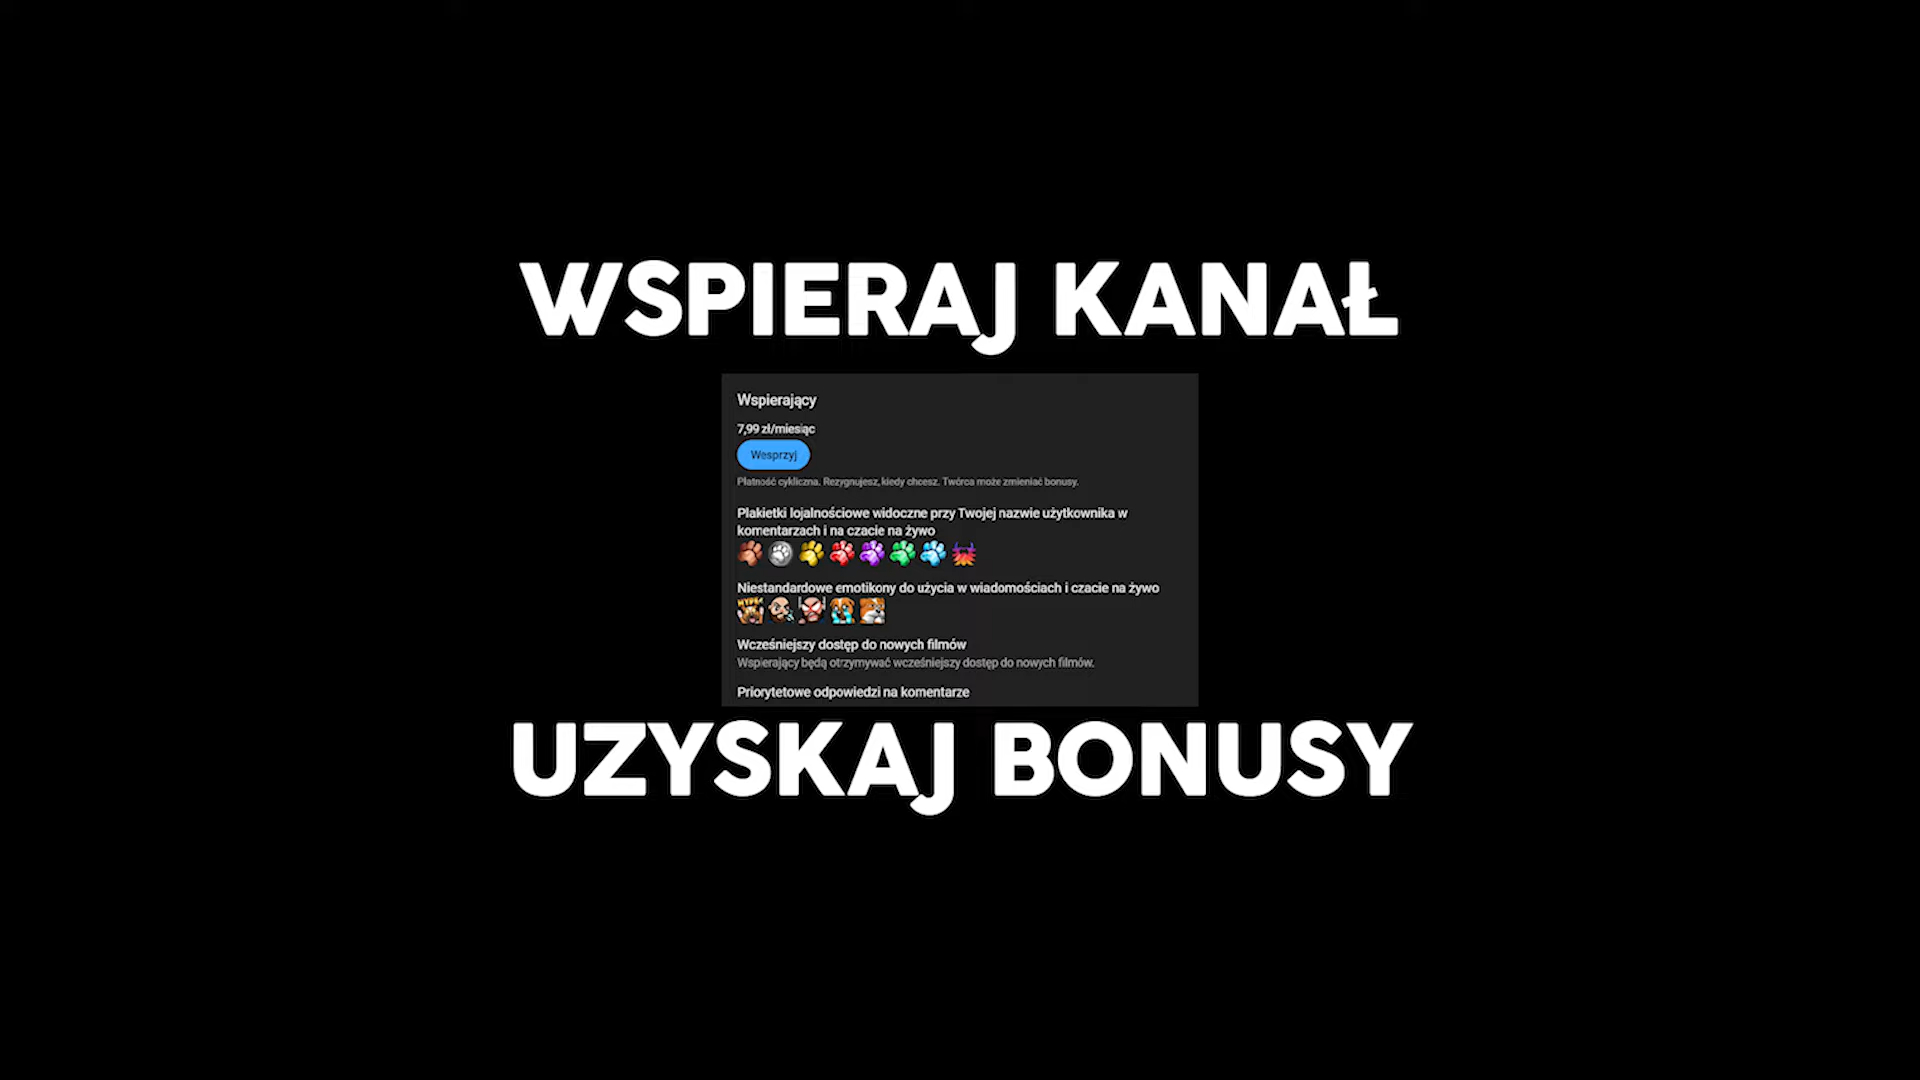 WSPIERAJ KANAŁ
Wspierający
7,99 zł/miesiąc
Wesprzyj
Płatność cykliczna. Rezygnujesz, kiedy chcesz. Twórca może zmieniać bonusy.
Plakietki lojalnościowe widoczne przy Twojej nazwie użytkownika w
komentarzach i na czacie na żywo
Niestandardowe emotikony do użycia w wiadomościach i czacie na żywo
HYPE
Wcześniejszy dostęp do nowych filmów
Wspierający będą otrzymywać wcześniejszy dostęp do nowych filmów.
Priorytetowe odpowiedzi na komentarze
UZYSKAJ BONUSY